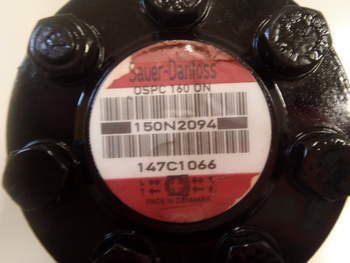 Sauer-Danfoss
OSPC 160 ON
150N2094
147C1066
L
R
MADE IN DENMARK